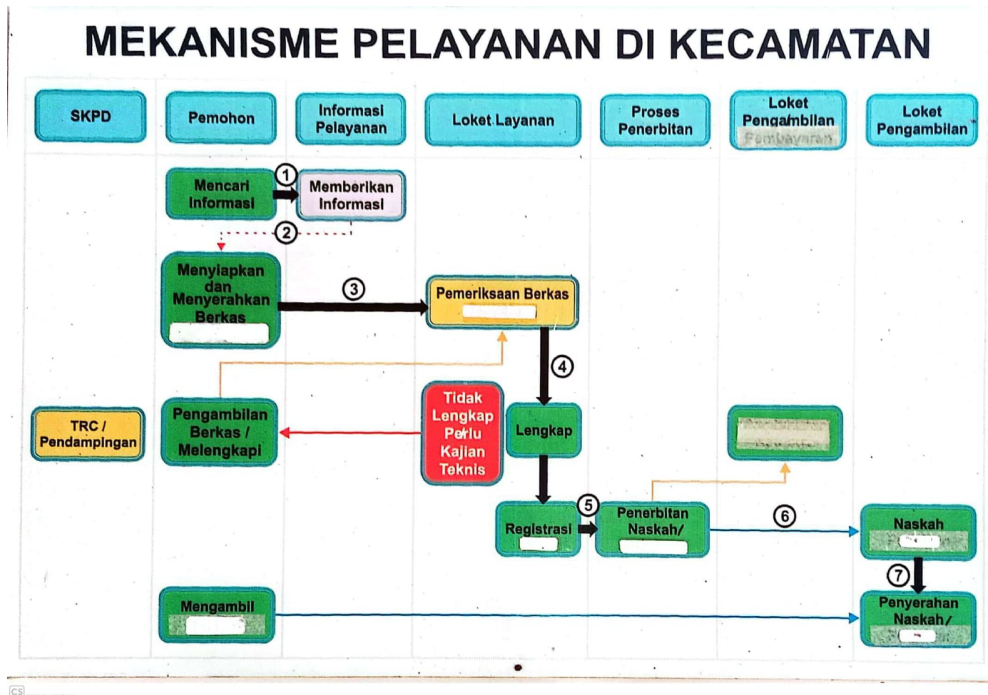 MEKANISME PELAYANAN DI KECAMATAN
SKPD
Pemohon
Informasi
Pelayanan
Loket Layanan
Proses
Penerbitan
Loket
Pengambilan
Pembayaran
Loket
Pengambilan
Mencari
Informasi
1
Memberikan
Informasi
2
Menyiapkan
dan
Menyerahkan
Berkas
3
Pemeriksaan Berkas
4
TRC /
Pendampingan
Pengambilan
Berkas /
Melengkapi
Tidak
Lengkap
Perlu
Kajian
Teknis
Lengkap
Registrasi
5
Penerbitan
Naskah/
6
Naskah
7
Mengambil
Penyerahan
Naskah/
CS